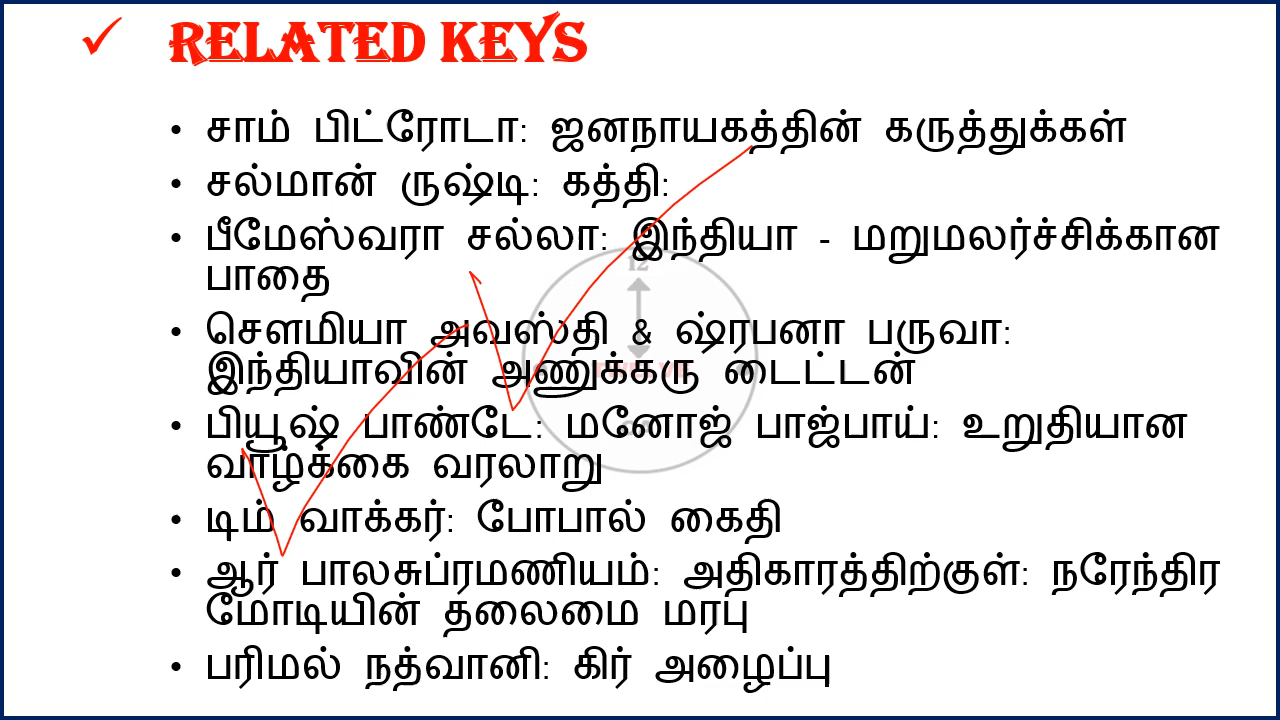 RELATED KEYS
• சாம் பிட்ரோடா: ஜனநாயகத்தின் கருத்துக்கள்
• சல்மான் ருஷ்டி: கத்தி:
• பீமேஸ்வரா சல்லா: இந்தியா - மறுமலர்ச்சிக்கான
பாதை
• சௌமியா அவஸ்தி & ஷ்ரபனா பருவா:
இந்தியாவின் அணுக்கரு டைட்டன்
• பியூஷ் பாண்டே: மனோஜ் பாஜ்பாய்: உறுதியான
வாழ்க்கை வரலாறு
• டிம் வாக்கர்: போபால் கைதி
• ஆர் பாலசுப்ரமணியம்: அதிகாரத்திற்குள்: நரேந்திர
மோடியின் தலைமை மரபு
• பரிமல் நத்வானி: கிர் அழைப்பு
12